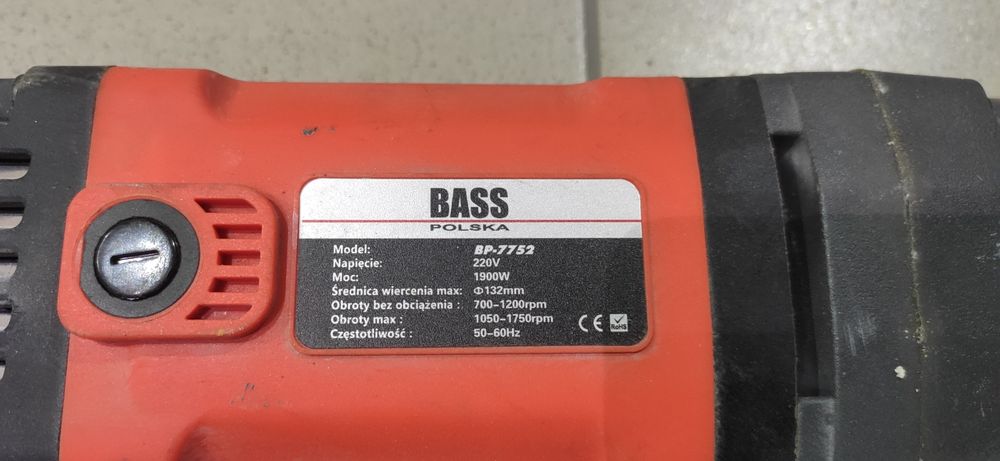 BASS
POLSKA
Model: BP-7752
Napięcie: 220V
Moc: 1900W
Średnica wiercenia max: Φ132mm
Obroty bez obciążenia : 700-1200rpm
Obroty max : 1050-1750rpm
Częstotliwość : 50-60Hz
CE RoHS